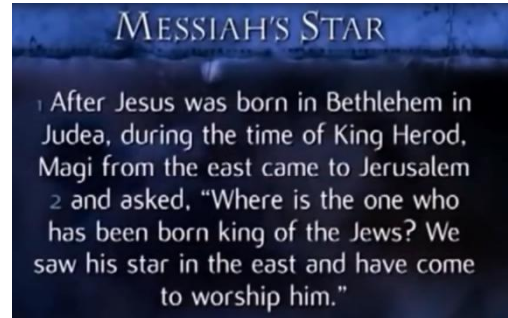 MESSIAH'S STAR
1 After Jesus was born in Bethlehem in
Judea, during the time of King Herod,
Magi from the east came to Jerusalem
2 and asked, “Where is the one who
has been born king of the Jews? We
saw his star in the east and have come
to worship him.”